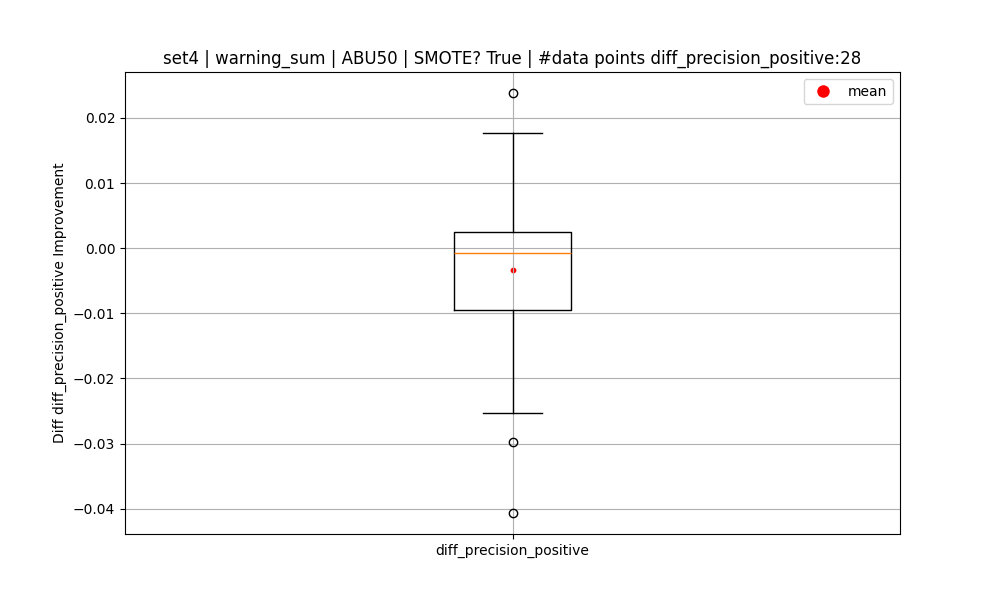 set4 | warning_sum | ABU50 | SMOTE? True | #data points diff_precision_positive:28
mean
Diff diff_precision_positive Improvement
0.02
0.01
0.00
−0.01
−0.02
−0.03
−0.04
diff_precision_positive